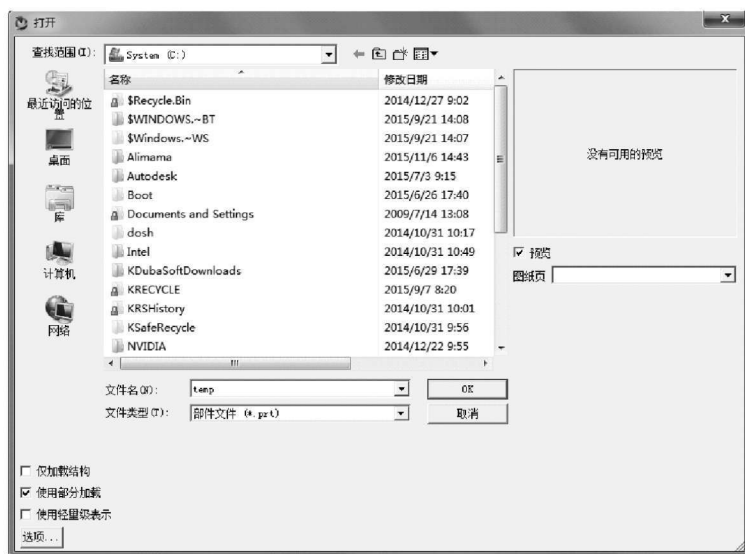 打开
查找范围(I):
System (C:)
名称
修改日期
$Recycle.Bin 2014/12/27 9:02
$WINDOWS.~BT 2015/9/21 14:08
$Windows.~WS 2015/9/21 14:07
Alimama 2015/11/6 14:43
Autodesk 2015/7/3 9:15
Boot 2015/6/26 17:40
Documents and Settings 2009/7/14 13:08
dosh 2014/10/31 10:17
Intel 2014/10/31 10:49
KDubaSoftDownloads 2015/6/29 17:39
KRECYCLE 2015/9/7 8:20
KRSHistory 2014/10/31 10:01
KSafeRecycle 2014/10/31 9:56
NVIDIA 2014/12/22 9:55
最近访问的位
置
桌面
库
计算机
网络
没有可用的预览
预览
图纸页
文件名(N): temp
OK
文件类型(T): 部件文件 (*.prt)
取消
仅加载结构
使用部分加载
使用轻量级表示
选项...